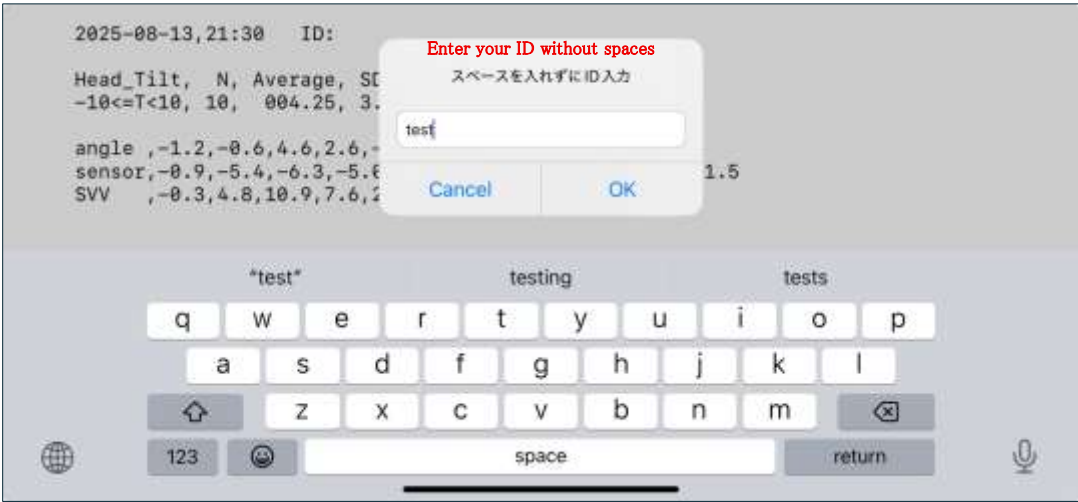 2025-08-13,21:30 ID:
Enter your ID without spaces
スペースを入れずにID入力
Head_Tilt, N, Average, SD
-10<=T<10, 10, 004.25, 3.
test
angle ,-1.2,-0.6,4.6,2.6,-
sensor,-0.9,-5.4,-6.3,-5.0 1.5
SVV ,-0.3,4.8,10.9,7.6,2
Cancel OK
"test" testing tests
q w e r t y u i o p
a s d f g h j k l
z x c v b n m
123 space return